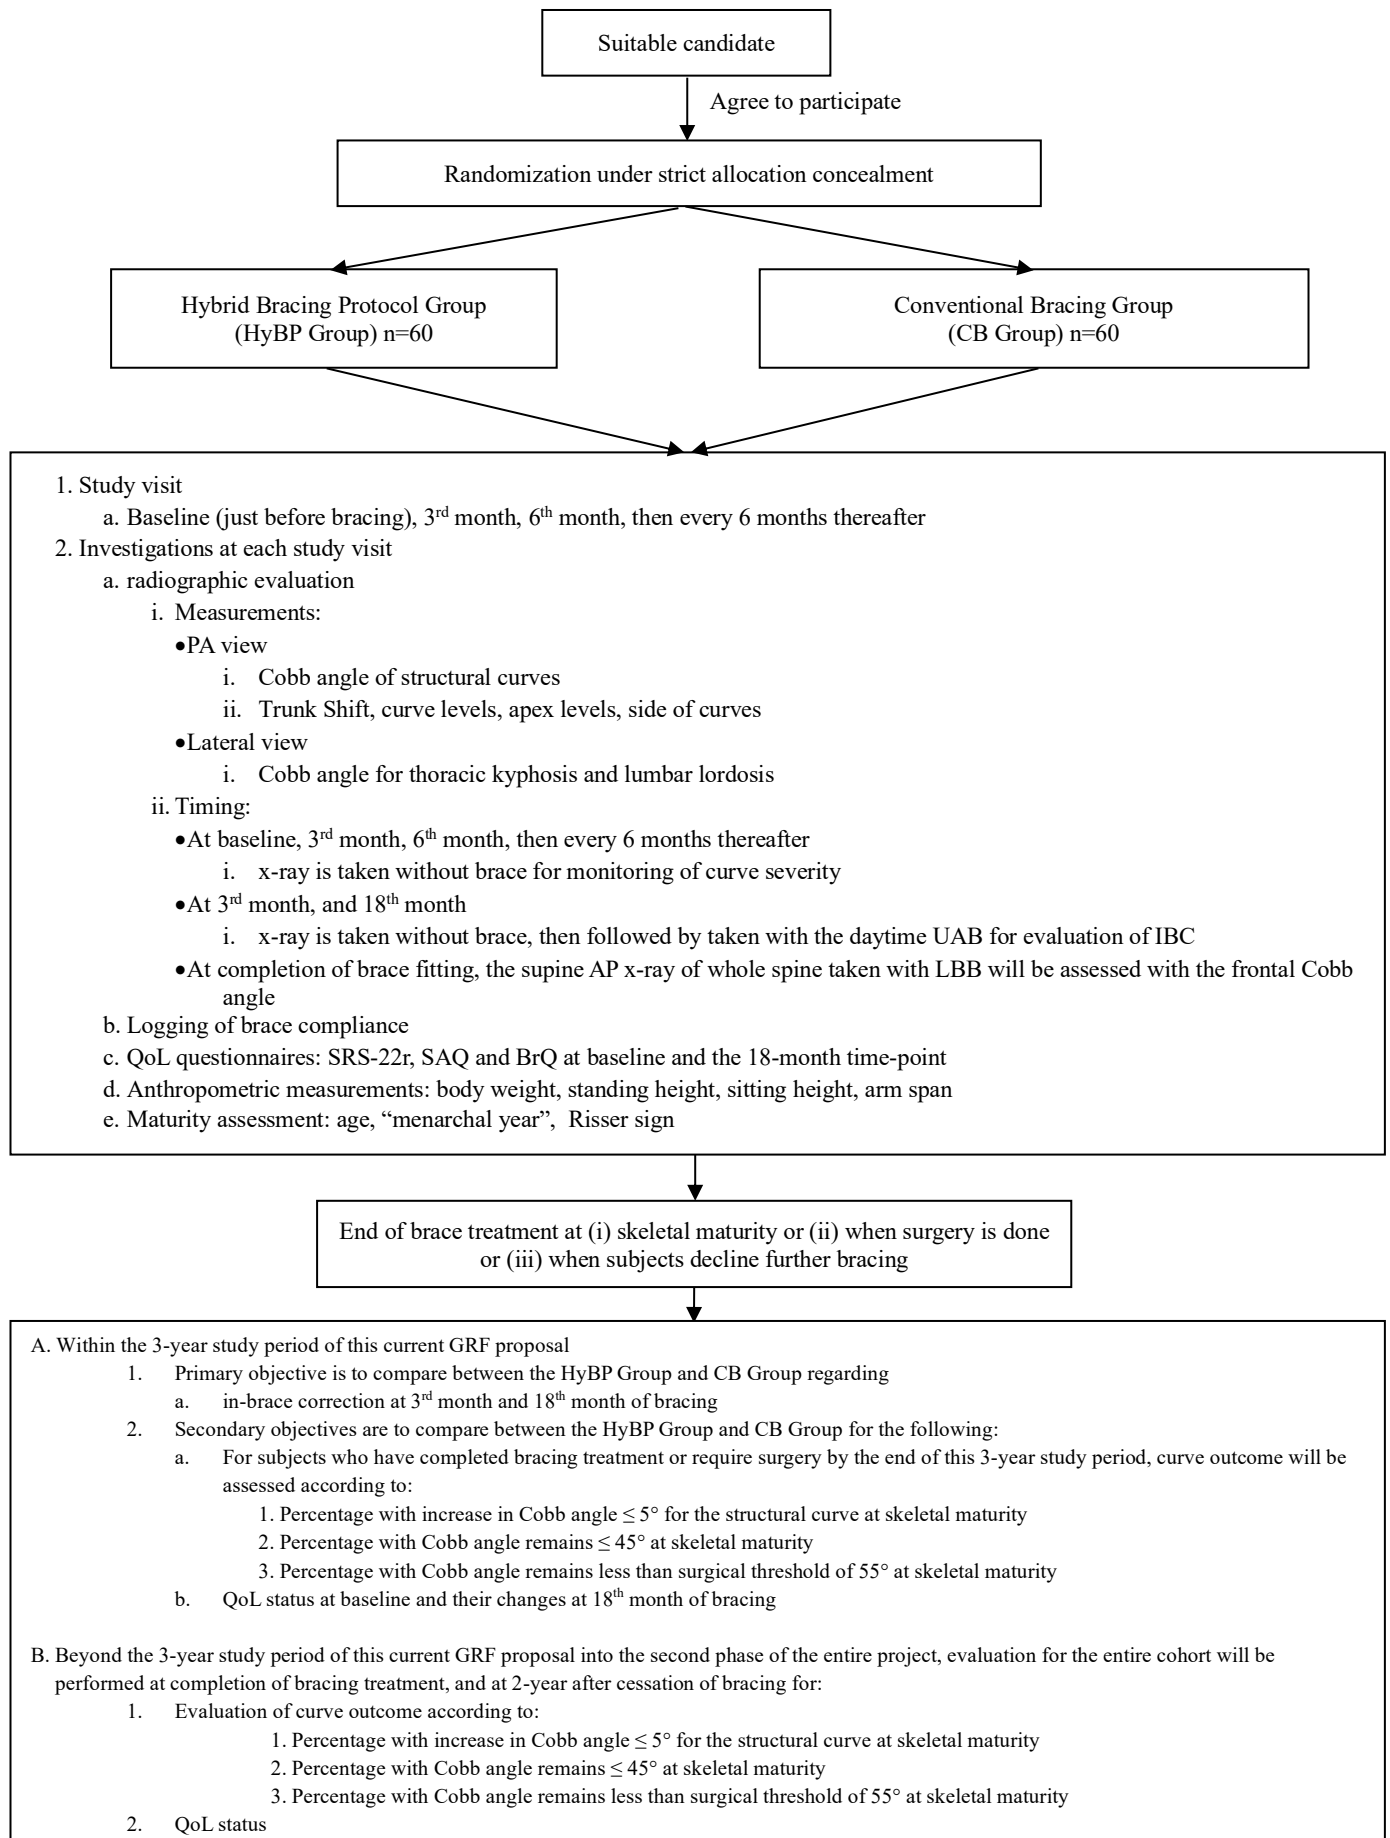 Suitable candidate
Agree to participate
Randomization under strict allocation concealment
Hybrid Bracing Protocol Group
(HyBP Group) n=60
Conventional Bracing Group
(CB Group) n=60
1. Study visit
a. Baseline (just before bracing), 3rd month, 6th month, then every 6 months thereafter
2. Investigations at each study visit
a. radiographic evaluation
i. Measurements:
•PA view
i. Cobb angle of structural curves
ii. Trunk Shift, curve levels, apex levels, side of curves
•Lateral view
i. Cobb angle for thoracic kyphosis and lumbar lordosis
ii. Timing:
•At baseline, 3rd month, 6th month, then every 6 months thereafter
i. x-ray is taken without brace for monitoring of curve severity
•At 3rd month, and 18th month
i. x-ray is taken without brace, then followed by taken with the daytime UAB for evaluation of IBC
•At completion of brace fitting, the supine AP x-ray of whole spine taken with LBB will be assessed with the frontal Cobb
angle
b. Logging of brace compliance
c. QoL questionnaires: SRS-22r, SAQ and BrQ at baseline and the 18-month time-point
d. Anthropometric measurements: body weight, standing height, sitting height, arm span
e. Maturity assessment: age, “menarchal year”, Risser sign
End of brace treatment at (i) skeletal maturity or (ii) when surgery is done
or (iii) when subjects decline further bracing
A. Within the 3-year study period of this current GRF proposal
1. Primary objective is to compare between the HyBP Group and CB Group regarding
a. in-brace correction at 3rd month and 18th month of bracing
2. Secondary objectives are to compare between the HyBP Group and CB Group for the following:
a. For subjects who have completed bracing treatment or require surgery by the end of this 3-year study period, curve outcome will be
assessed according to:
1. Percentage with increase in Cobb angle ≤ 5° for the structural curve at skeletal maturity
2. Percentage with Cobb angle remains ≤ 45° at skeletal maturity
3. Percentage with Cobb angle remains less than surgical threshold of 55° at skeletal maturity
b. QoL status at baseline and their changes at 18th month of bracing
B. Beyond the 3-year study period of this current GRF proposal into the second phase of the entire project, evaluation for the entire cohort will be
performed at completion of bracing treatment, and at 2-year after cessation of bracing for:
1. Evaluation of curve outcome according to:
1. Percentage with increase in Cobb angle ≤ 5° for the structural curve at skeletal maturity
2. Percentage with Cobb angle remains ≤ 45° at skeletal maturity
3. Percentage with Cobb angle remains less than surgical threshold of 55° at skeletal maturity
2. QoL status